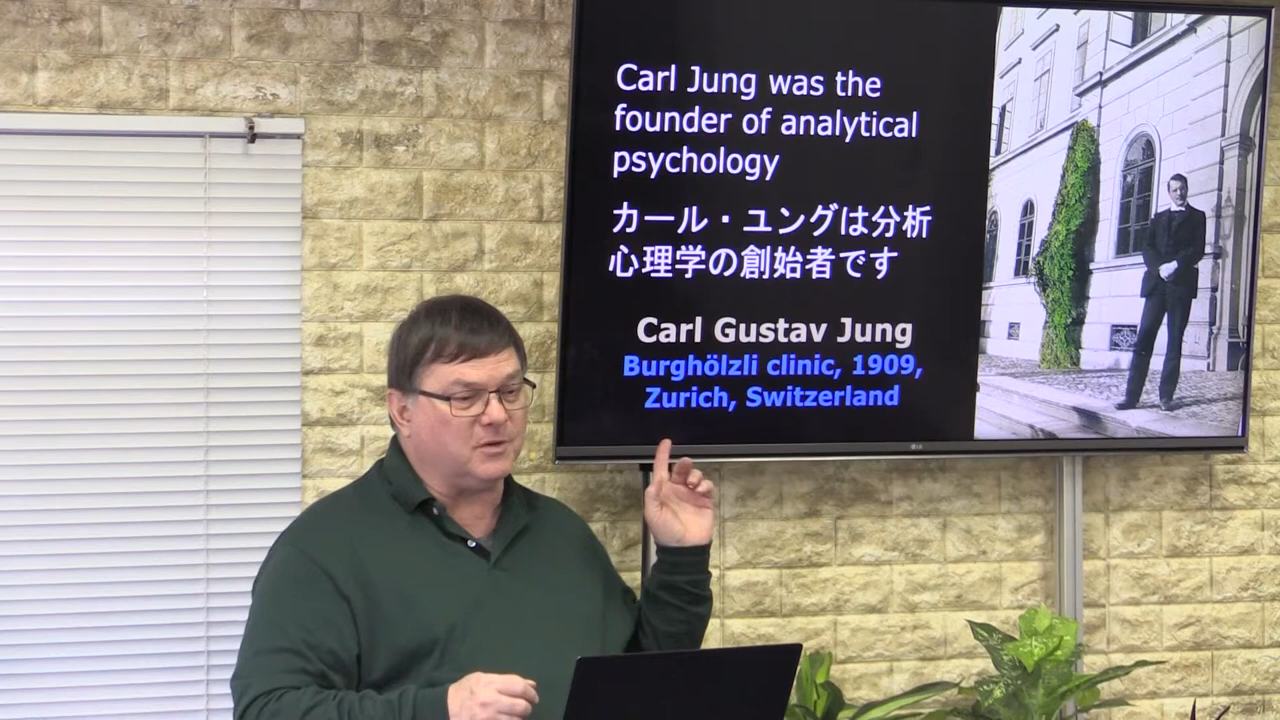 Carl Jung was the
founder of analytical
psychology
カール・ユングは分析
心理学の創始者です
Carl Gustav Jung
Burghölzli clinic, 1909,
Zurich, Switzerland
LG